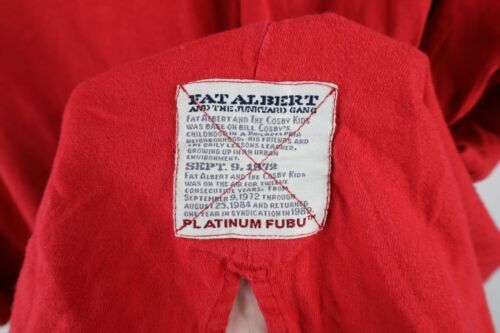 FAT ALBERT
AND THE JUNKYARD GANG
FAT ALBERT AND THE COSBY KIDS
WAS BASE ON BILL COSBY'S
CHILDHOOD IN A PHILADELPHIA
NEIGHBORHOOD, HIS FRIENDS AND
THE DAILY LESSONS LEARNED,
GROWING UP IN AN URBAN
ENVIRONMENT.
SEPT. 9, 1972
FAT ALBERT AND THE COSBY KIDS
WAS ON THE AIR FOR TWELVE
CONSECUTIVE YEARS; FROM
SEPTEMBER 9, 1972 THROUGH
AUGUST 25, 1984 AND RETURNED
ONE YEAR IN SYNDICATION IN 1989.
PLATINUM FUBU™